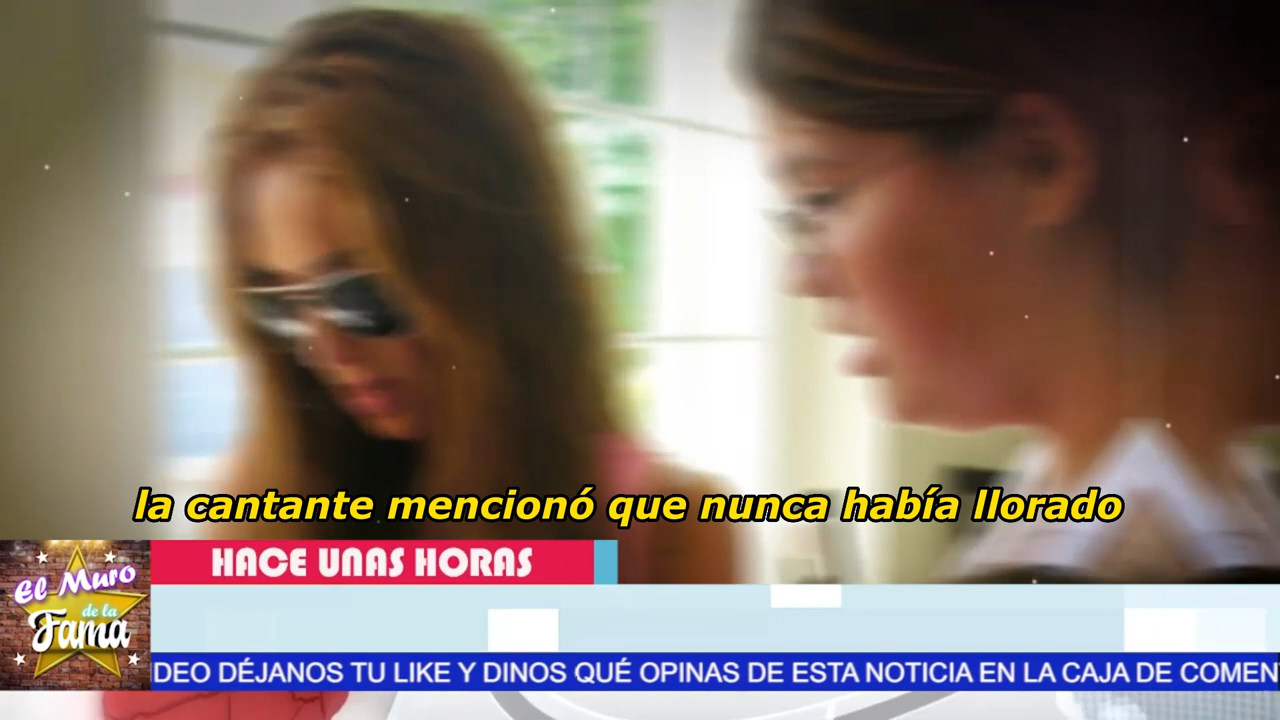 la cantante mencionó que nunca había llorado
HACE UNAS HORAS
El Muro
de la
Fama
DEO DÉJANOS TU LIKE Y DINOS QUÉ OPINAS DE ESTA NOTICIA EN LA CAJA DE COMEN